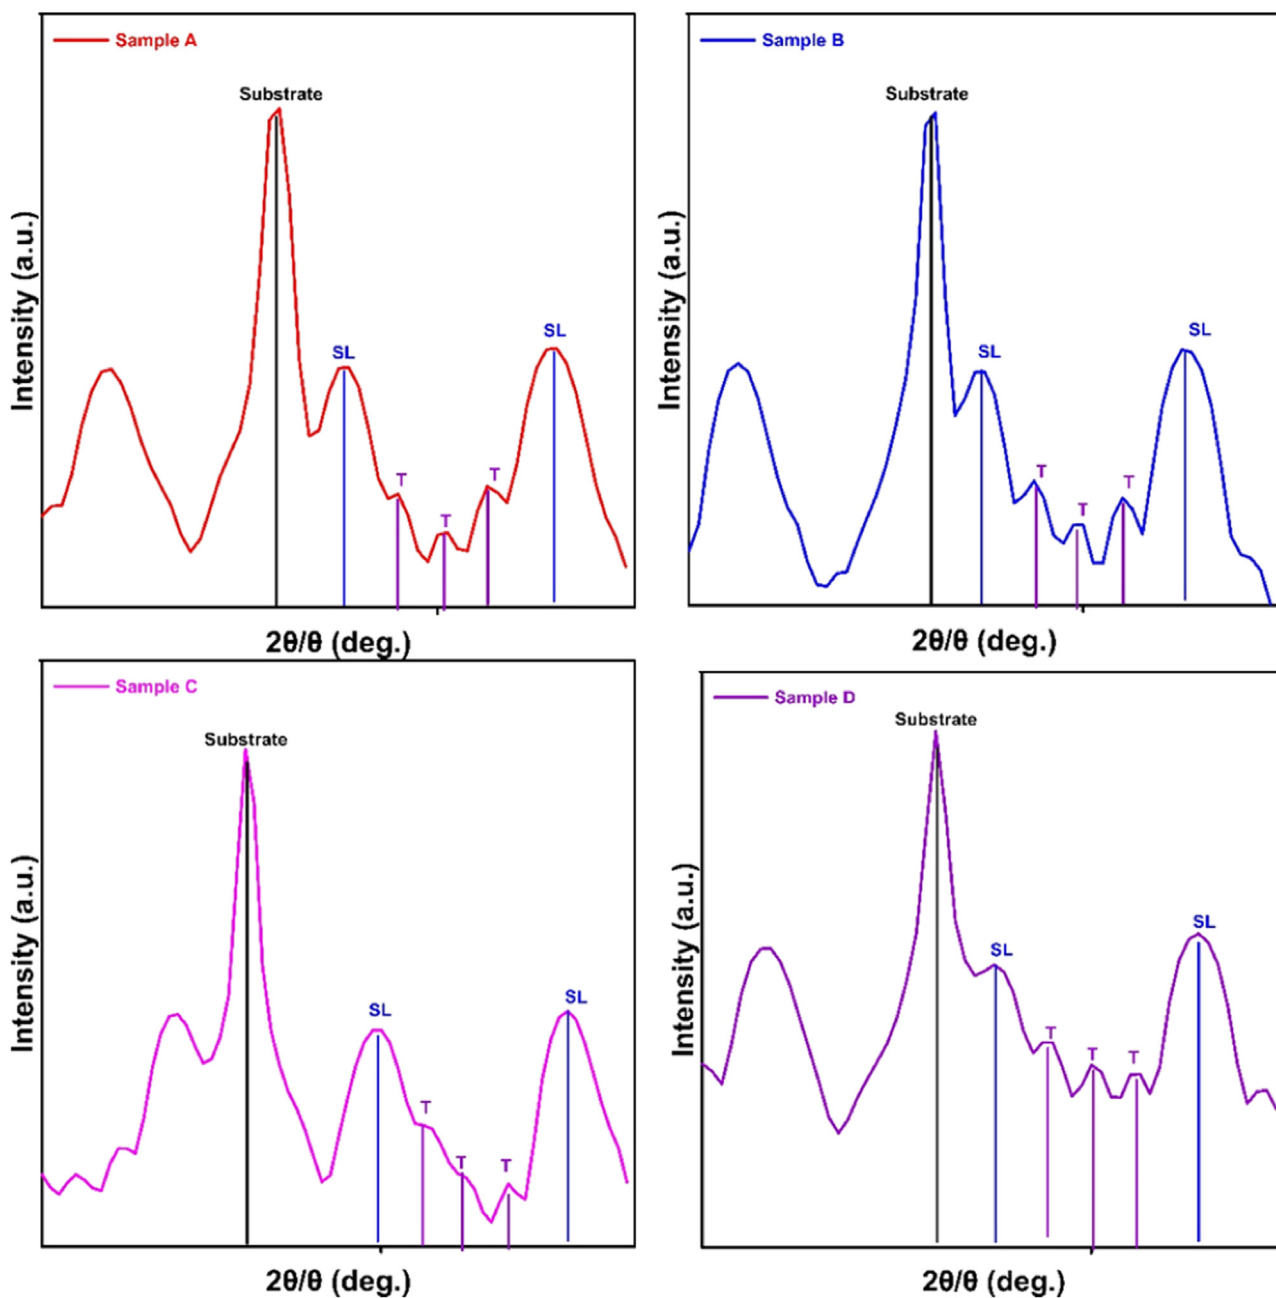 Sample A
Substrate
SL
SL
T
T
T
Intensity (a.u.)
2θ/θ (deg.)
Sample B
Substrate
SL
SL
T
T
T
Intensity (a.u.)
2θ/θ (deg.)
Sample C
Substrate
SL
SL
T
T
T
Intensity (a.u.)
2θ/θ (deg.)
Sample D
Substrate
SL
SL
T
T
T
Intensity (a.u.)
2θ/θ (deg.)